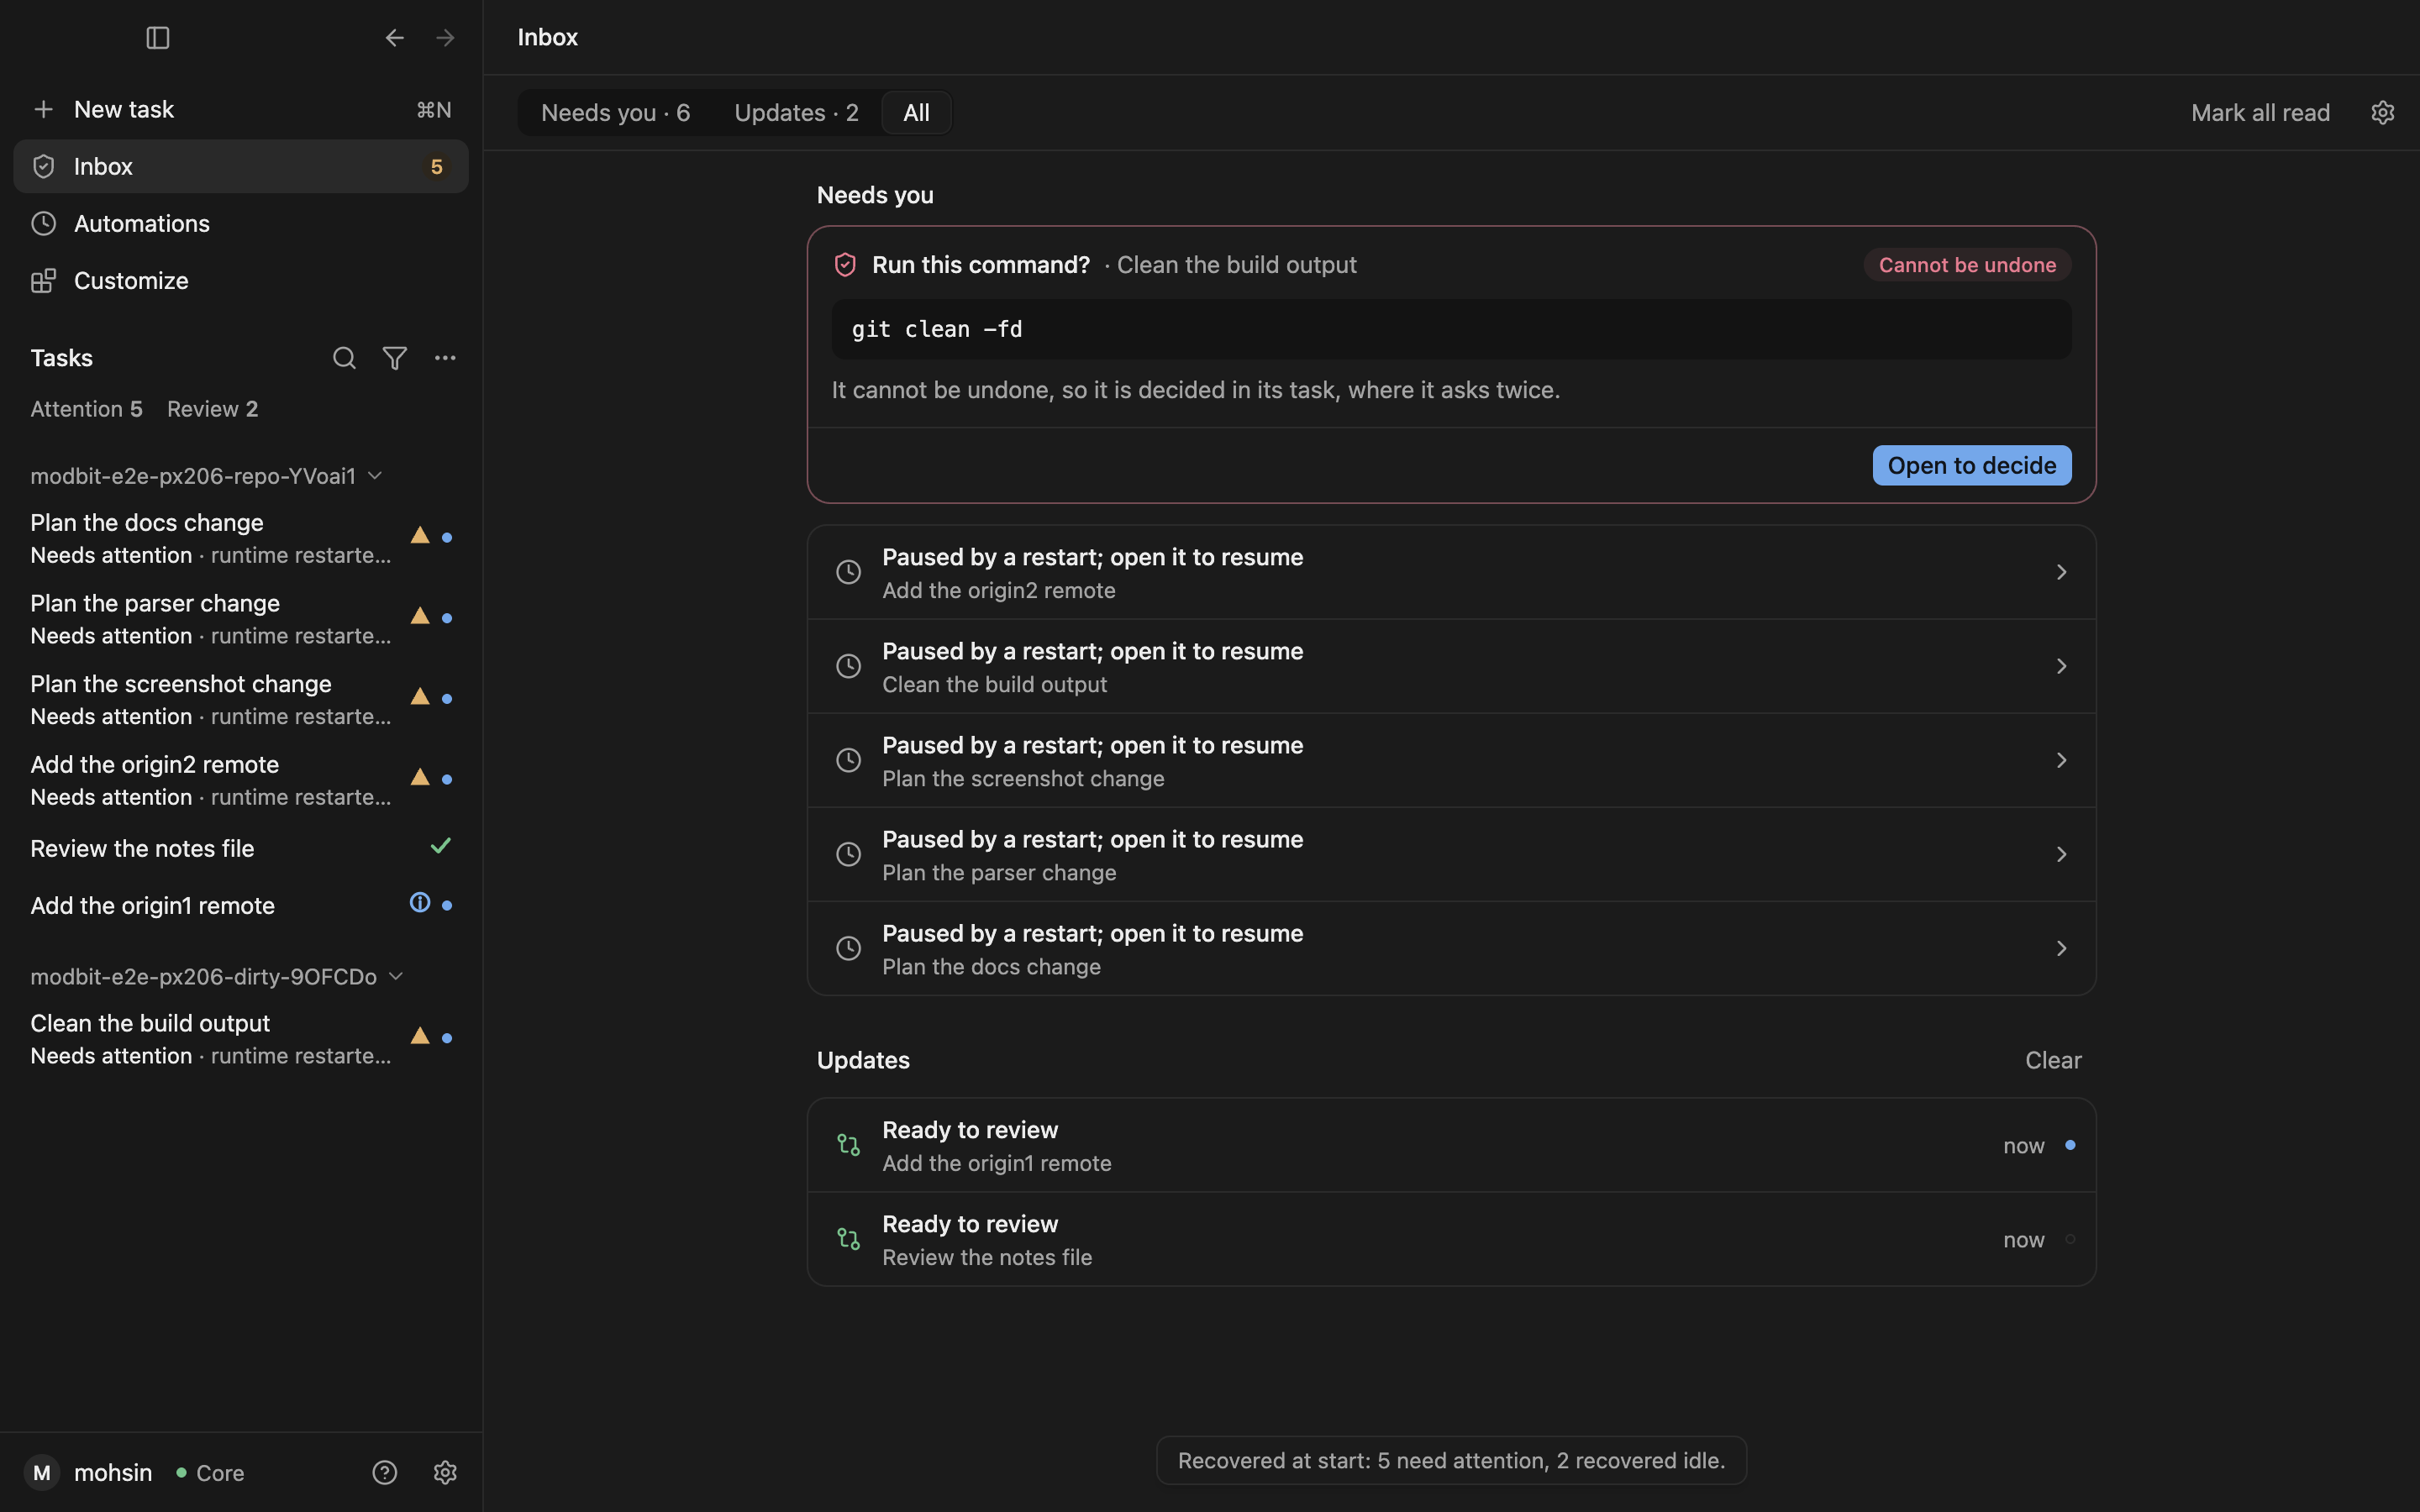 New task ⌘N
Inbox 5
Automations
Customize
Tasks
Attention 5 Review 2
modbit-e2e-px206-repo-YVoai1
Plan the docs change
Needs attention · runtime restarte...
Plan the parser change
Needs attention · runtime restarte...
Plan the screenshot change
Needs attention · runtime restarte...
Add the origin2 remote
Needs attention · runtime restarte...
Review the notes file
Add the origin1 remote
modbit-e2e-px206-dirty-9OFCDo
Clean the build output
Needs attention · runtime restarte...
M mohsin Core
Inbox
Needs you · 6 Updates · 2 All
Mark all read
Needs you
Run this command? · Clean the build output
Cannot be undone
git clean -fd
It cannot be undone, so it is decided in its task, where it asks twice.
Open to decide
Paused by a restart; open it to resume
Add the origin2 remote
Paused by a restart; open it to resume
Clean the build output
Paused by a restart; open it to resume
Plan the screenshot change
Paused by a restart; open it to resume
Plan the parser change
Paused by a restart; open it to resume
Plan the docs change
Updates
Clear
Ready to review
Add the origin1 remote
now
Ready to review
Review the notes file
now
Recovered at start: 5 need attention, 2 recovered idle.